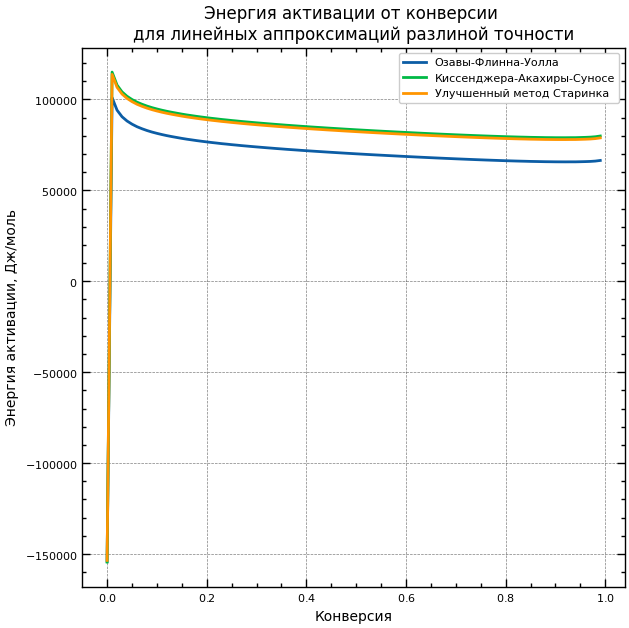 Энергия активации от конверсии
для линейных аппроксимаций разлиной точности
Озавы-Флинна-Уолла
Киссенджера-Акахиры-Суносе
Улучшенный метод Старинка
Энергия активации, Дж/моль
100000
50000
0
−50000
−100000
−150000
0.0 0.2 0.4 0.6 0.8 1.0
Конверсия